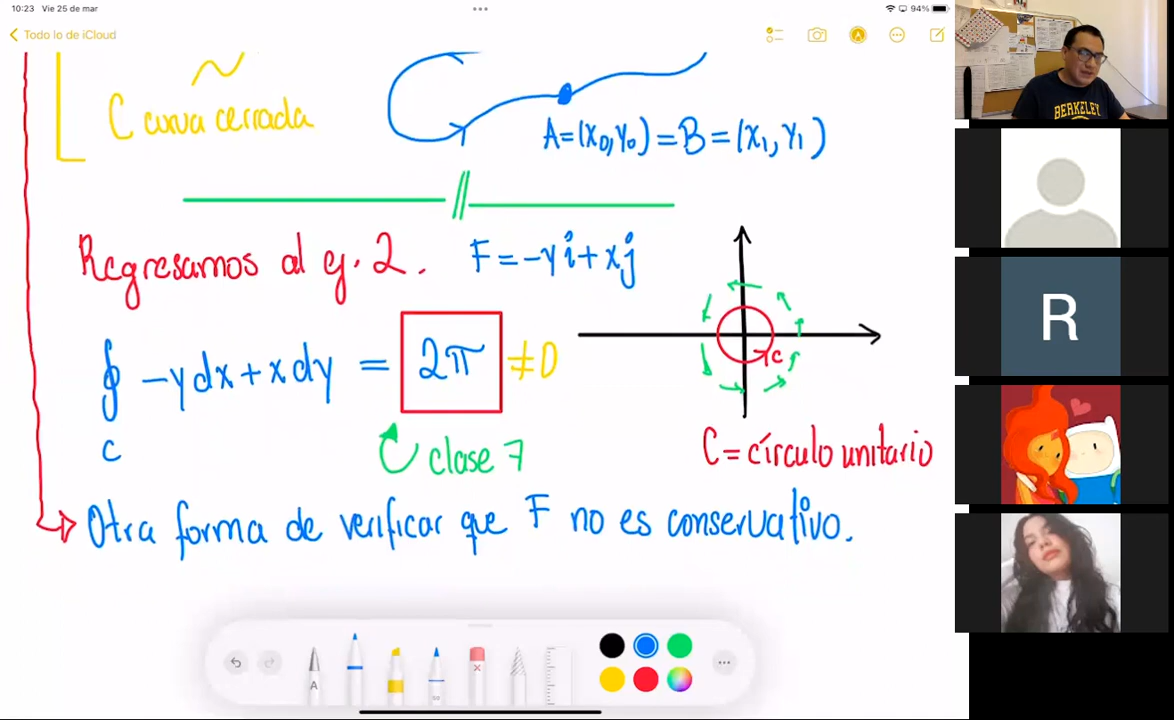 10:23 Vie 25 de mar
94%
Todo lo de iCloud
C curva cerrada
A=(x₀,y₀)=B=(x₁,y₁)
Regresamos al ej. 2. F=-yi+xj
∮ -ydx+xdy = 2π ≠0
C
C
clase 7
C=círculo unitario
Otra forma de verificar que F no es conservativo.
A
BERKELEY
R